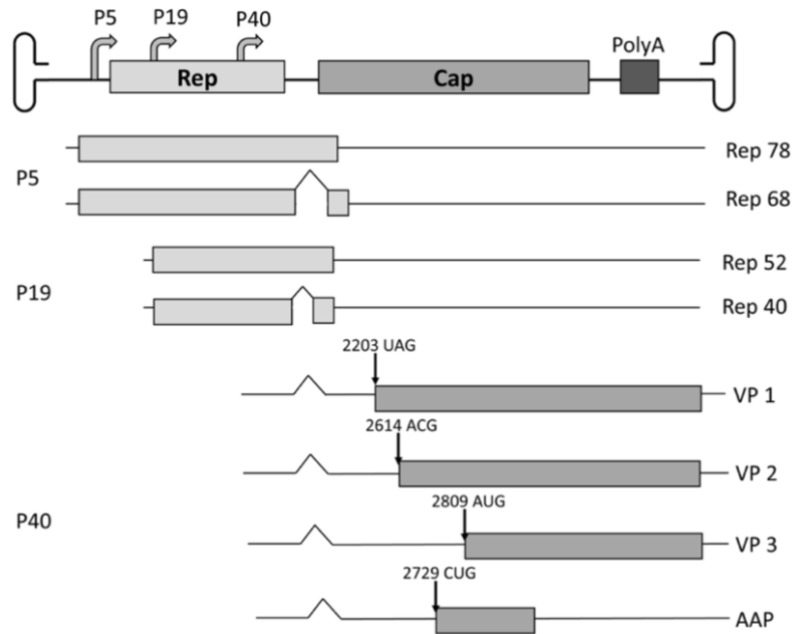 P5 P19 P40
PolyA
Rep Cap
Rep 78
P5
Rep 68
Rep 52
P19
Rep 40
2203 UAG
VP 1
2614 ACG
VP 2
2809 AUG
P40
VP 3
2729 CUG
AAP